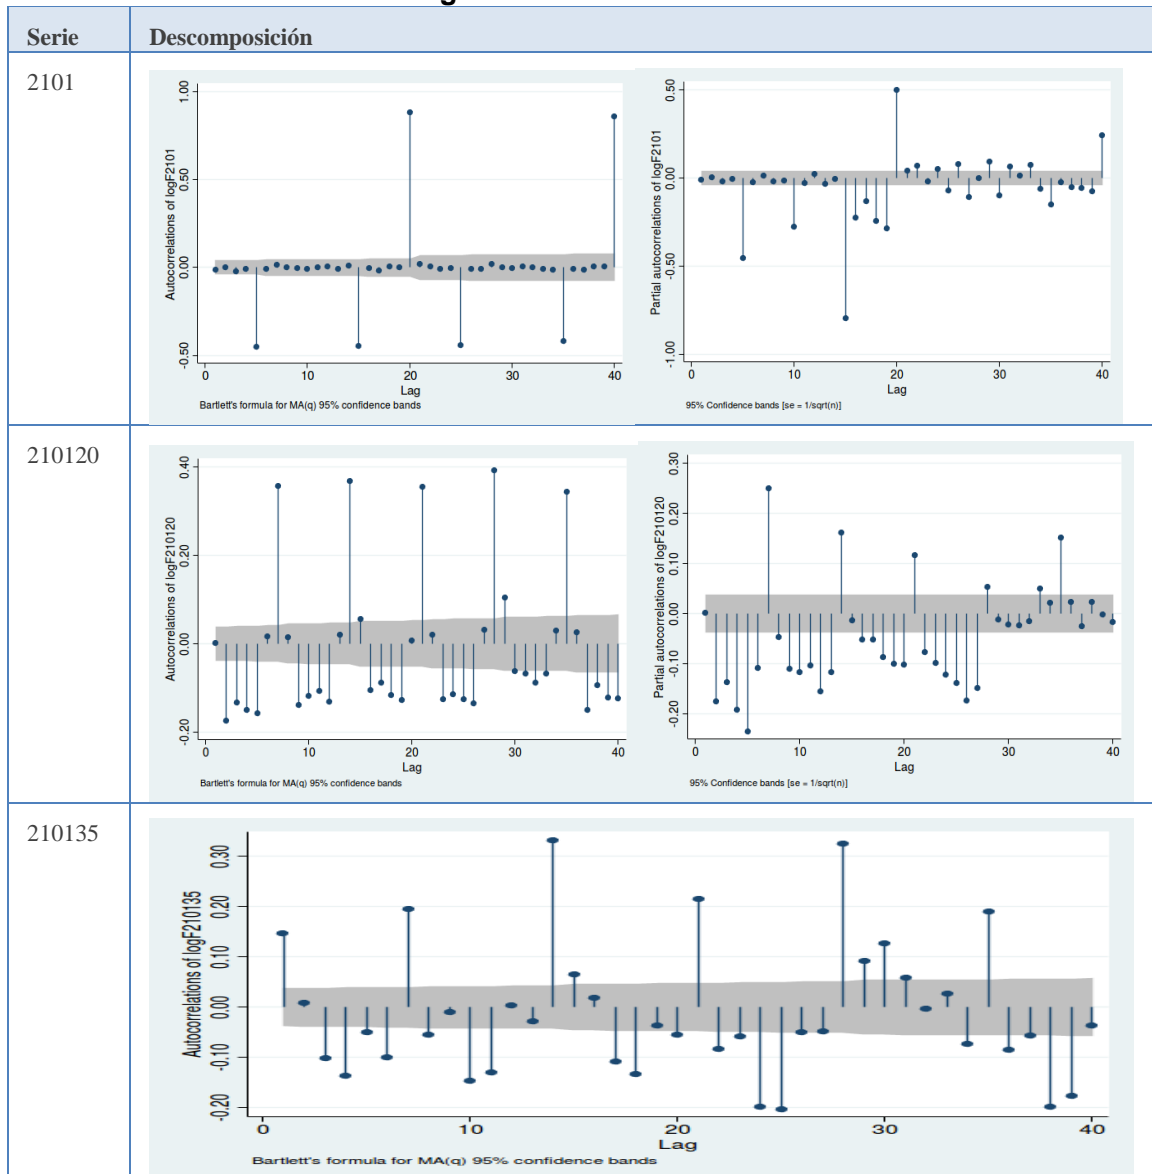 Serie Descomposición
2101
Autocorrelations of logF2101
1.00
0.50
0.00
-0.50
0 10 20 30 40
Lag
Bartlett's formula for MA(q) 95% confidence bands
Partial autocorrelations of logF2101
0.50
0.00
-0.50
-1.00
0 10 20 30 40
Lag
95% Confidence bands [se = 1/sqrt(n)]
210120
Autocorrelations of logF210120
0.40
0.20
0.00
-0.20
0 10 20 30 40
Lag
Bartlett's formula for MA(q) 95% confidence bands
Partial autocorrelations of logF210120
0.30
0.20
0.10
0.00
-0.10
-0.20
0 10 20 30 40
Lag
95% Confidence bands [se = 1/sqrt(n)]
210135
Autocorrelations of logF210135
0.30
0.20
0.10
0.00
-0.10
-0.20
0 10 20 30 40
Lag
Bartlett's formula for MA(q) 95% confidence bands